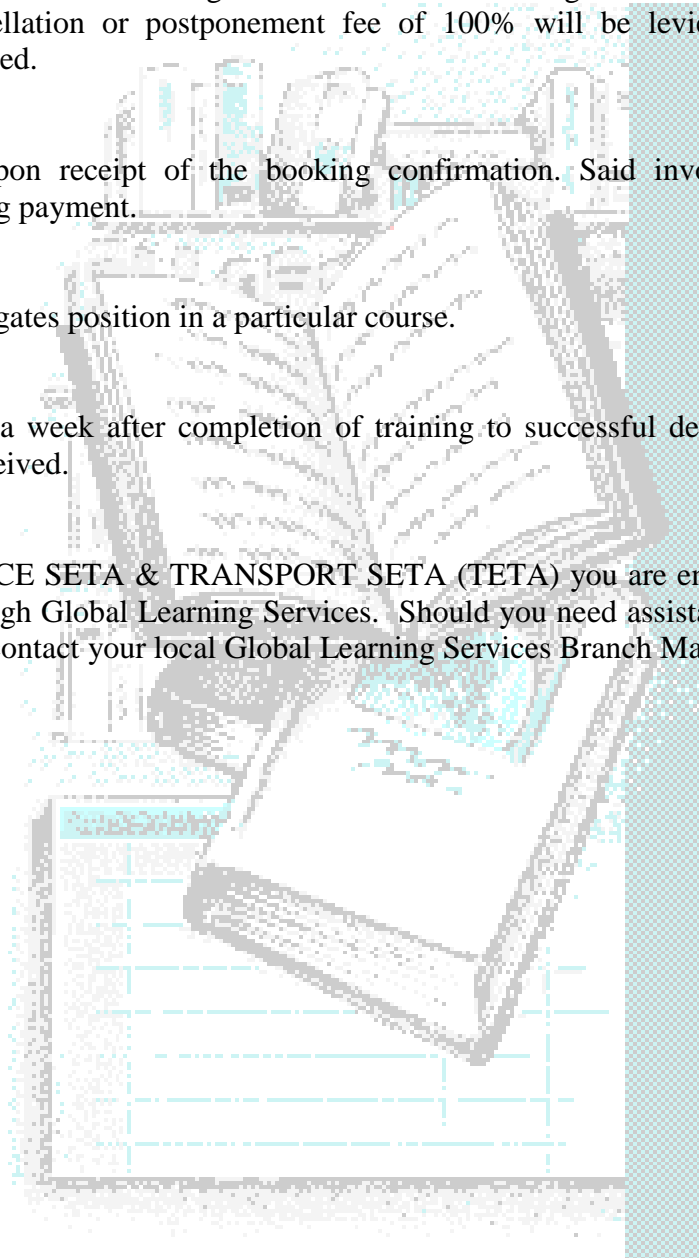 ellation or postponement fee of 100% will be levi
ed.
pon receipt of the booking confirmation. Said invo
g payment.
gates position in a particular course.
a week after completion of training to successful de
eived.
CE SETA & TRANSPORT SETA (TETA) you are en
gh Global Learning Services. Should you need assista
ontact your local Global Learning Services Branch Ma